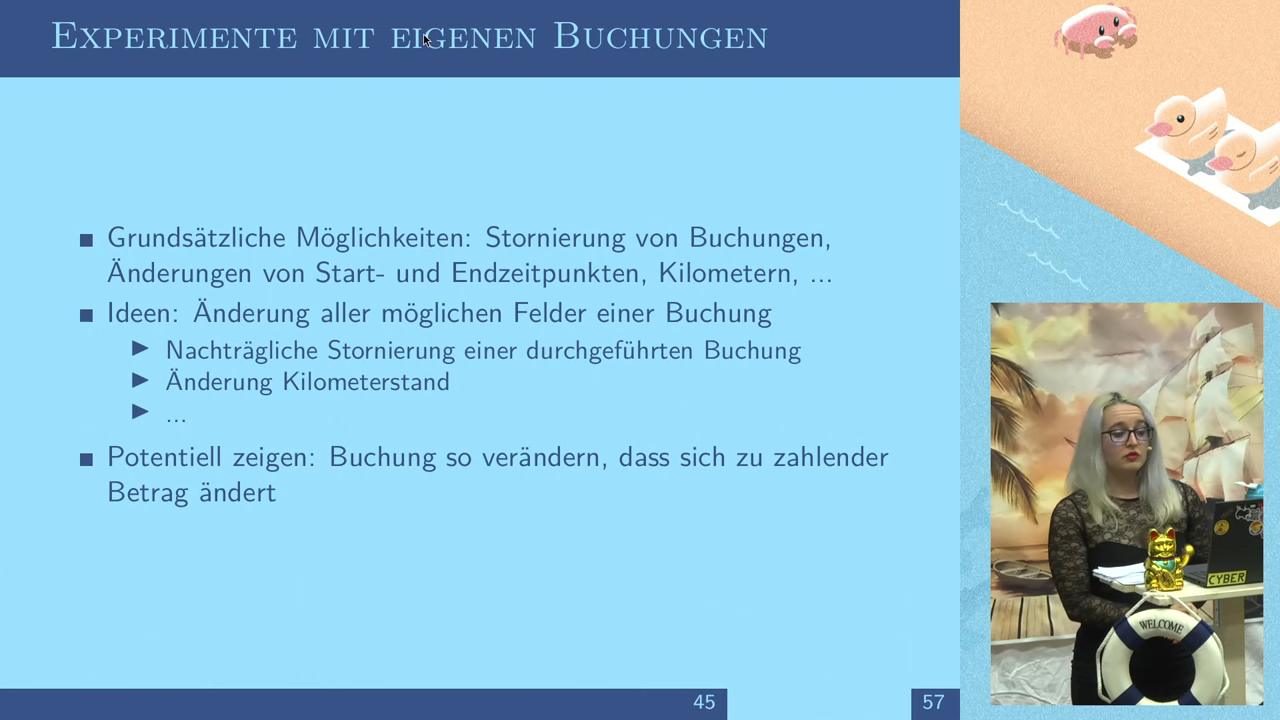 Experimente mit eigenen Buchungen
Grundsätzliche Möglichkeiten: Stornierung von Buchungen,
Änderungen von Start- und Endzeitpunkten, Kilometern, ...
Ideen: Änderung aller möglichen Felder einer Buchung
Nachträgliche Stornierung einer durchgeführten Buchung
Änderung Kilometerstand
...
Potentiell zeigen: Buchung so verändern, dass sich zu zahlender
Betrag ändert
45
57
CYBER
WELCOME